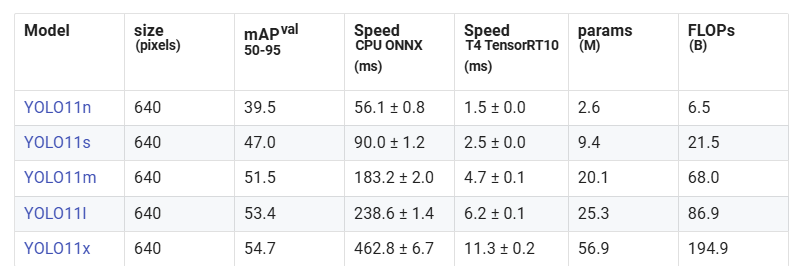 Model size (pixels) mAPval 50-95 Speed CPU ONNX (ms) Speed T4 TensorRT10 (ms) params (M) FLOPs (B)
YOLO11n 640 39.5 56.1 ± 0.8 1.5 ± 0.0 2.6 6.5
YOLO11s 640 47.0 90.0 ± 1.2 2.5 ± 0.0 9.4 21.5
YOLO11m 640 51.5 183.2 ± 2.0 4.7 ± 0.1 20.1 68.0
YOLO11l 640 53.4 238.6 ± 1.4 6.2 ± 0.1 25.3 86.9
YOLO11x 640 54.7 462.8 ± 6.7 11.3 ± 0.2 56.9 194.9